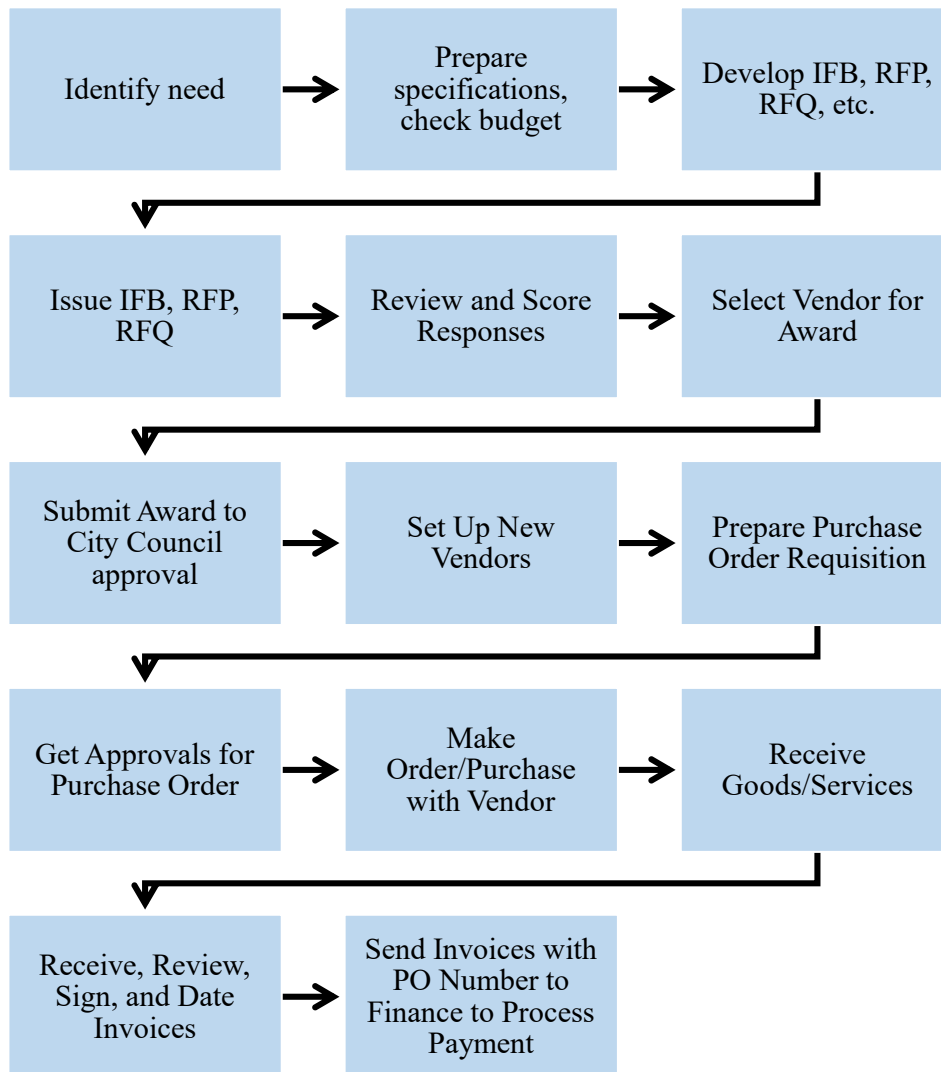 Identify need
Prepare
specifications,
check budget
Develop IFB, RFP,
RFQ, etc.
Issue IFB, RFP,
RFQ
Review and Score
Responses
Select Vendor for
Award
Submit Award to
City Council
approval
Set Up New
Vendors
Prepare Purchase
Order Requisition
Get Approvals for
Purchase Order
Make
Order/Purchase
with Vendor
Receive
Goods/Services
Receive, Review,
Sign, and Date
Invoices
Send Invoices with
PO Number to
Finance to Process
Payment